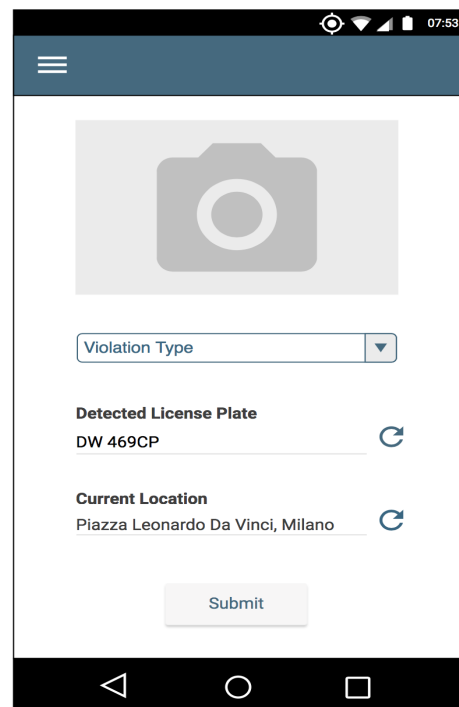 07:53
Violation Type
Detected License Plate
DW 469CP
Current Location
Piazza Leonardo Da Vinci, Milano
Submit